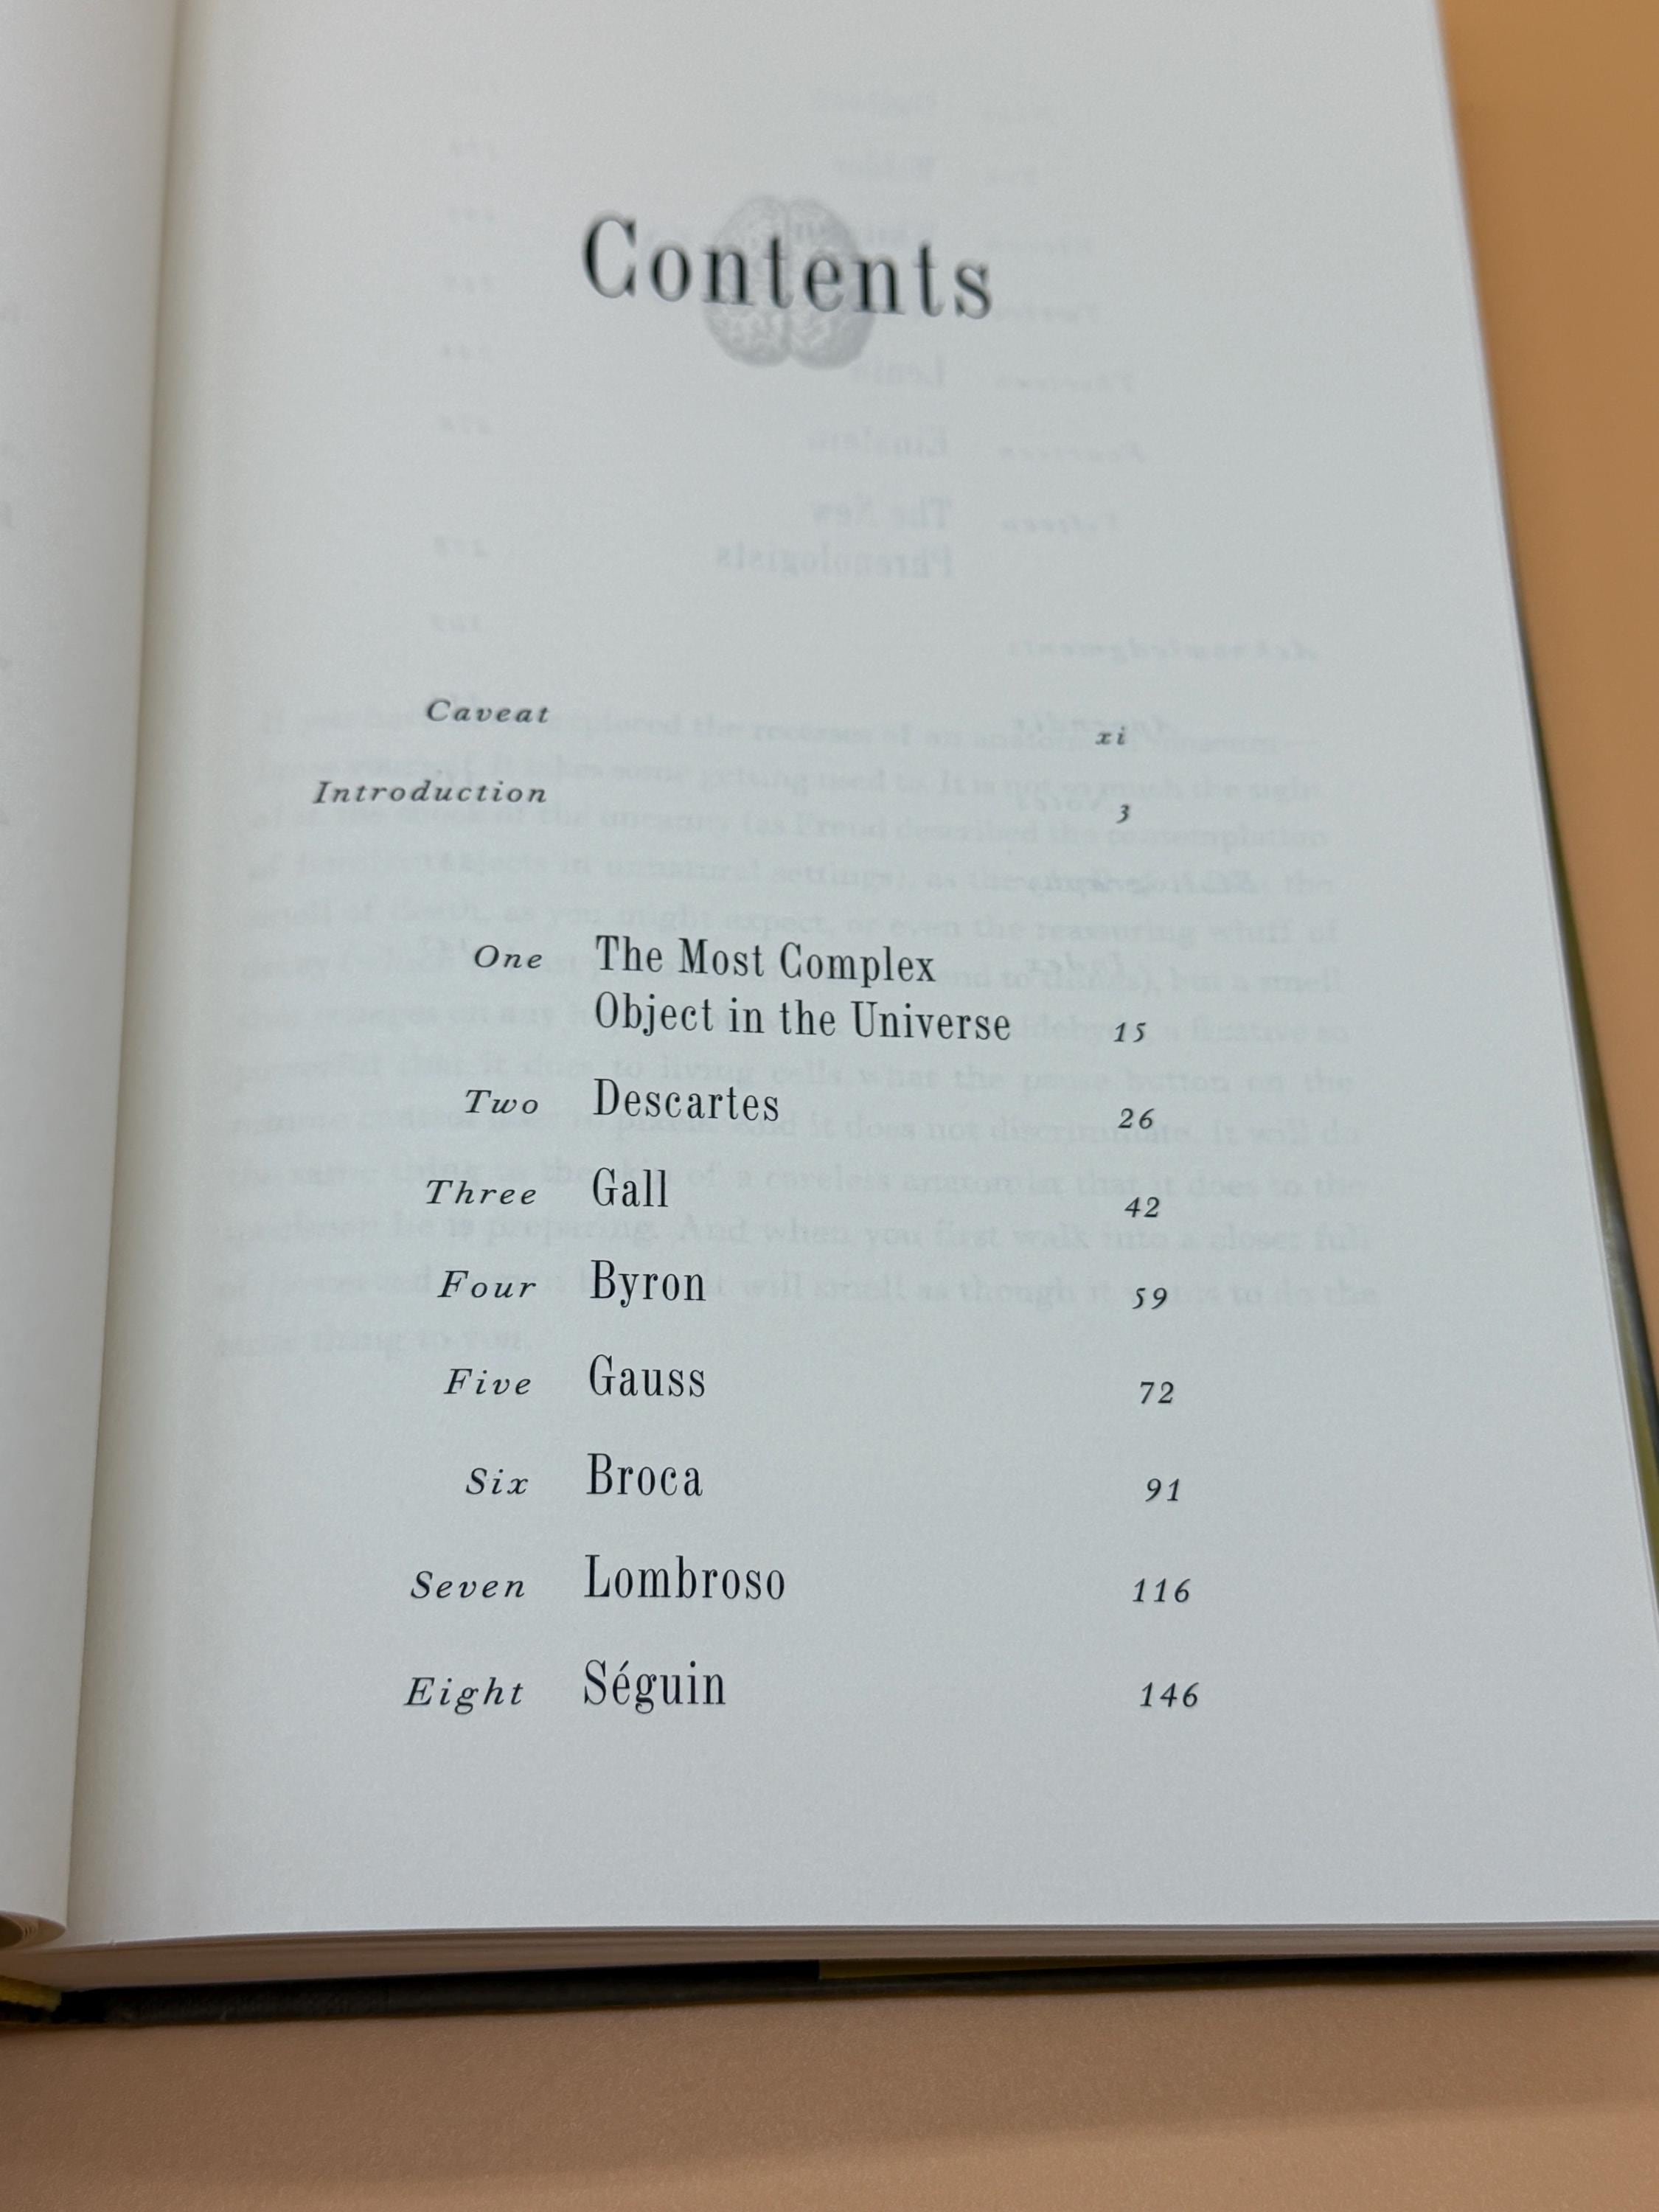 Contents
Caveat xi
Introduction 3
One The Most Complex
Object in the Universe 15
Two Descartes 26
Three Gall 42
Four Byron 59
Five Gauss 72
Six Broca 91
Seven Lombroso 116
Eight Séguin 146